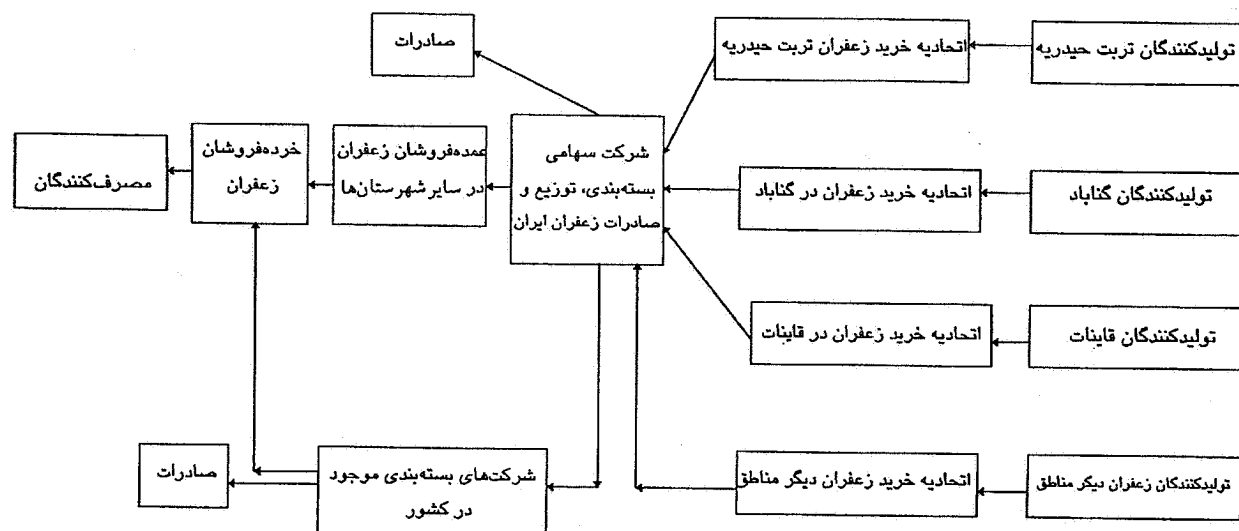 تولیدکنندگان تربت حیدریه
اتحادیه خرید زعفران تربت حیدریه
صادرات
تولیدکنندگان گناباد
اتحادیه خرید زعفران در گناباد
شرکت سهامی
بسته‌بندی، توزیع و
صادرات زعفران ایران
عمده‌فروشان زعفران
در سایر شهرستان‌ها
خرده‌فروشان
زعفران
مصرف‌کنندگان
تولیدکنندگان قاینات
اتحادیه خرید زعفران در قاینات
تولیدکنندگان زعفران دیگر مناطق
اتحادیه خرید زعفران دیگر مناطق
شرکت‌های بسته‌بندی موجود
در کشور
صادرات